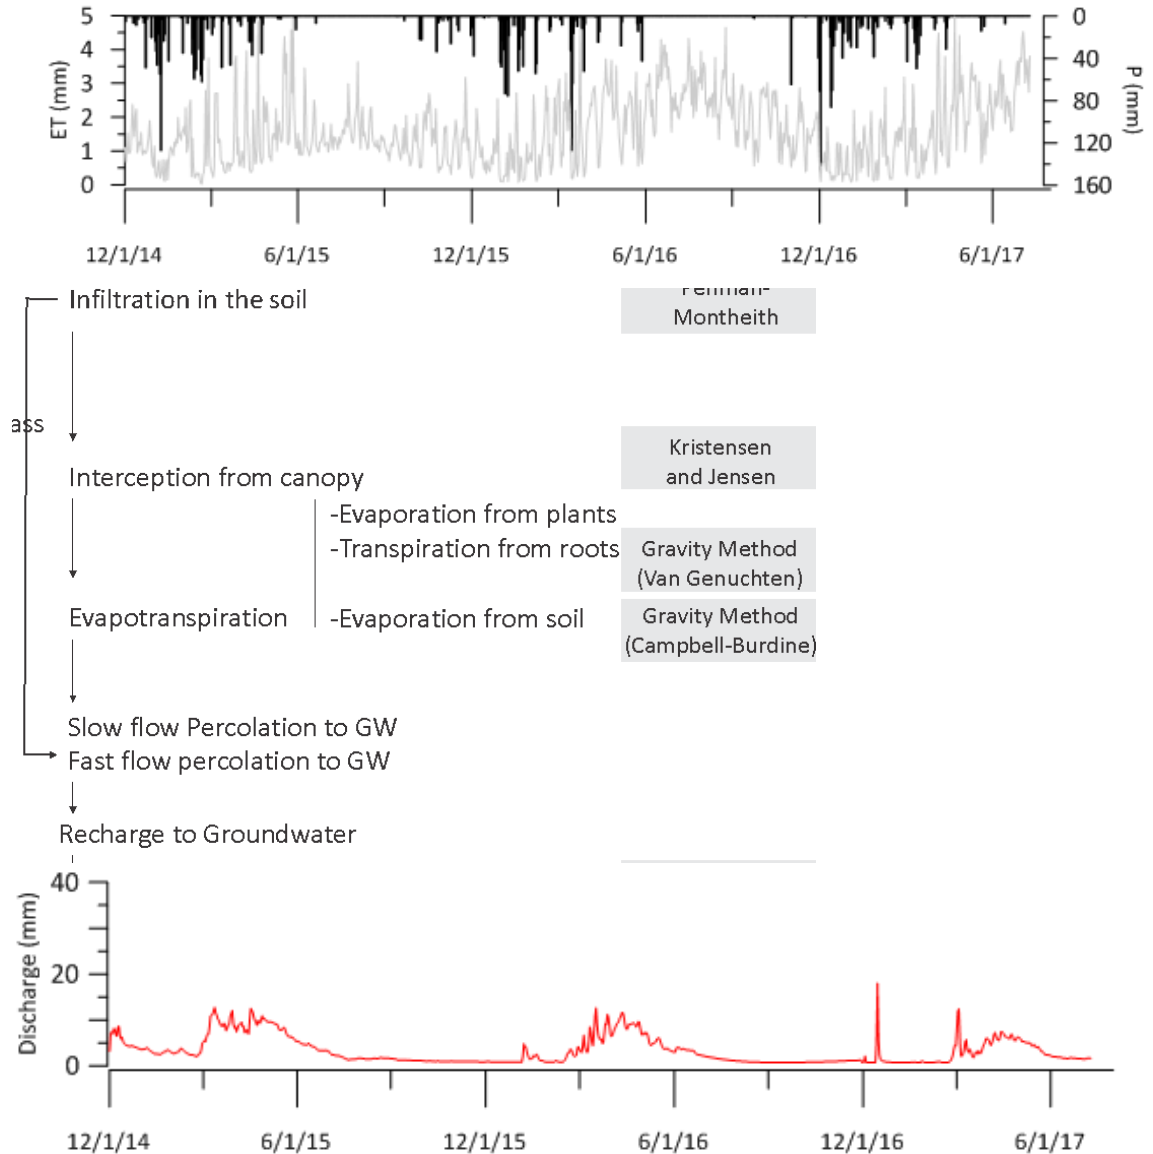 5
4
3
2
1
0
ET (mm)
0
40
80
120
160
P (mm)
12/1/14 6/1/15 12/1/15 6/1/16 12/1/16 6/1/17
Infiltration in the soil
Montheith
ass
Kristensen
and Jensen
Interception from canopy
-Evaporation from plants
-Transpiration from roots
Gravity Method
(Van Genuchten)
Evapotranspiration
-Evaporation from soil
Gravity Method
(Campbell-Burdine)
Slow flow Percolation to GW
Fast flow percolation to GW
Recharge to Groundwater
40
20
0
Discharge (mm)
12/1/14 6/1/15 12/1/15 6/1/16 12/1/16 6/1/17